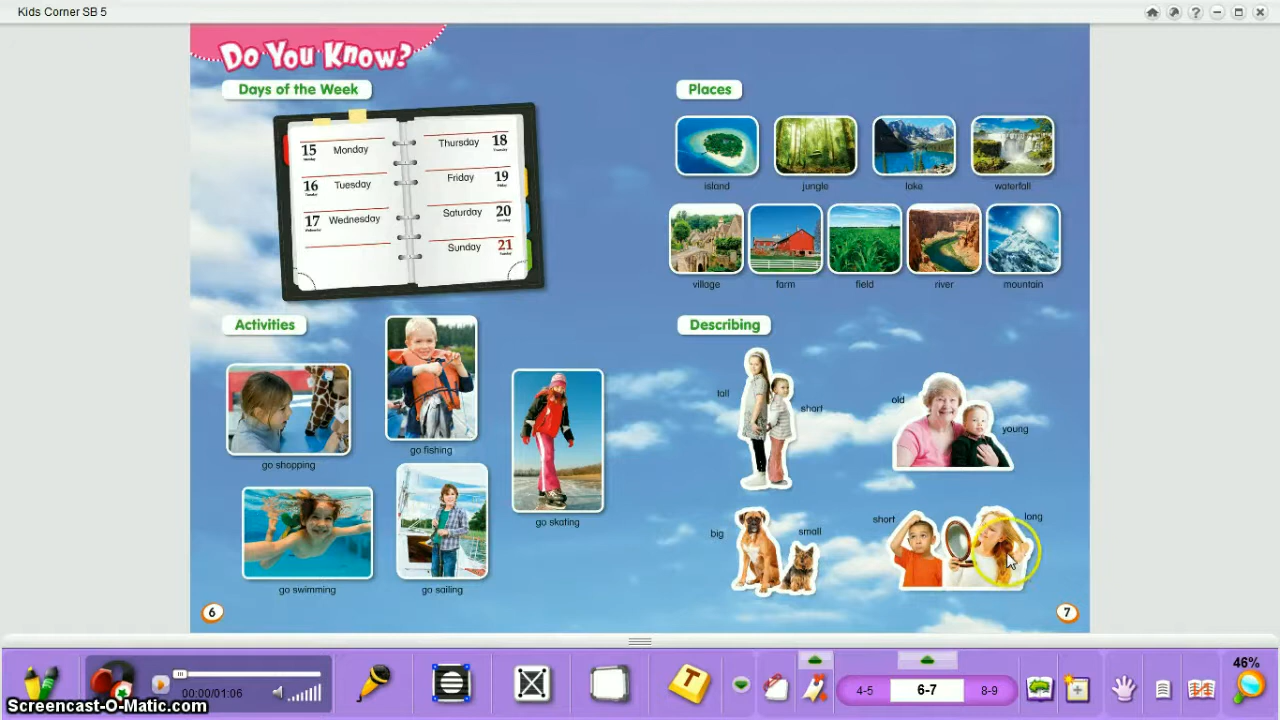 Kids Corner SB 5
Do You Know?
Days of the Week
15 Monday
16 Tuesday
17 Wednesday
Thursday 18
Friday 19
Saturday 20
Sunday 21
Activities
go shopping
go fishing
go skating
go swimming
go sailing
6
Places
island
jungle
lake
waterfall
village
farm
field
river
mountain
Describing
tall
short
old
young
big
small
short
long
7
00:00/01:06
T
4-5
6-7
8-9
46%
Screencast-O-Matic.com